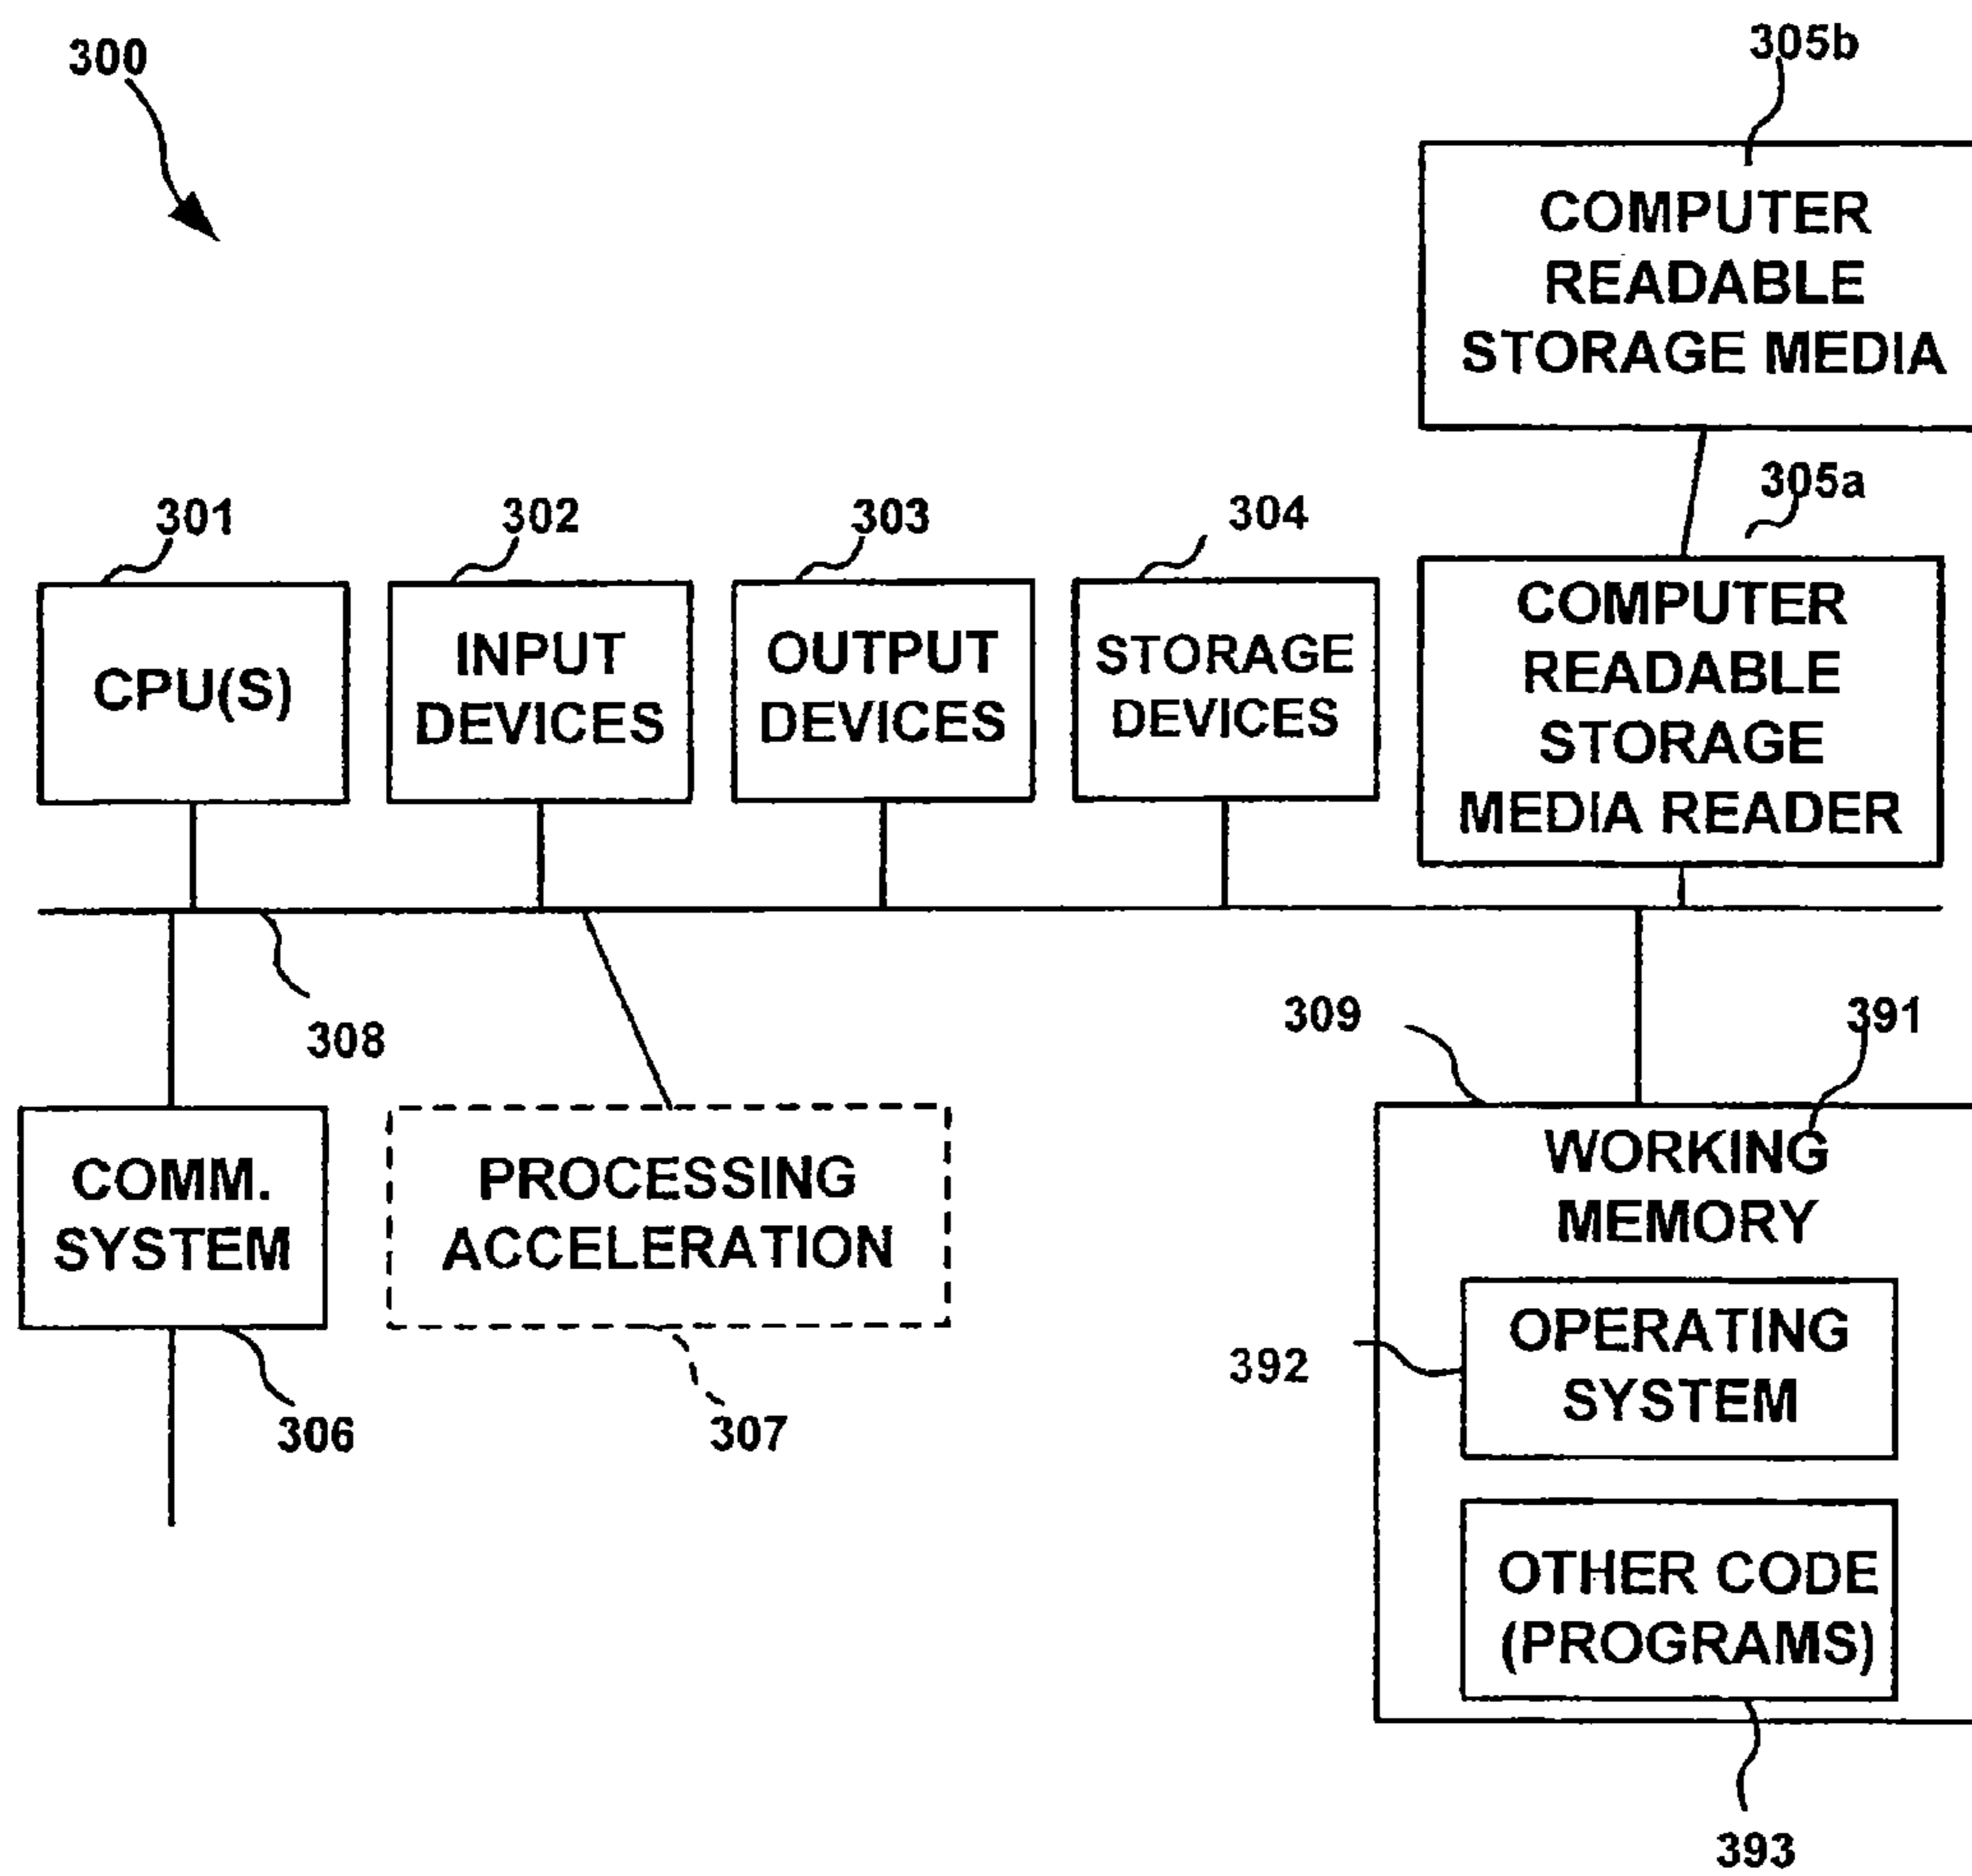 300
305b
COMPUTER
READABLE
STORAGE MEDIA
305a
301
302
303
304
CPU(S)
INPUT
DEVICES
OUTPUT
DEVICES
STORAGE
DEVICES
COMPUTER
READABLE
STORAGE
MEDIA READER
308
309
391
COMM.
SYSTEM
PROCESSING
ACCELERATION
WORKING
MEMORY
392
OPERATING
SYSTEM
306
307
OTHER CODE
(PROGRAMS)
393